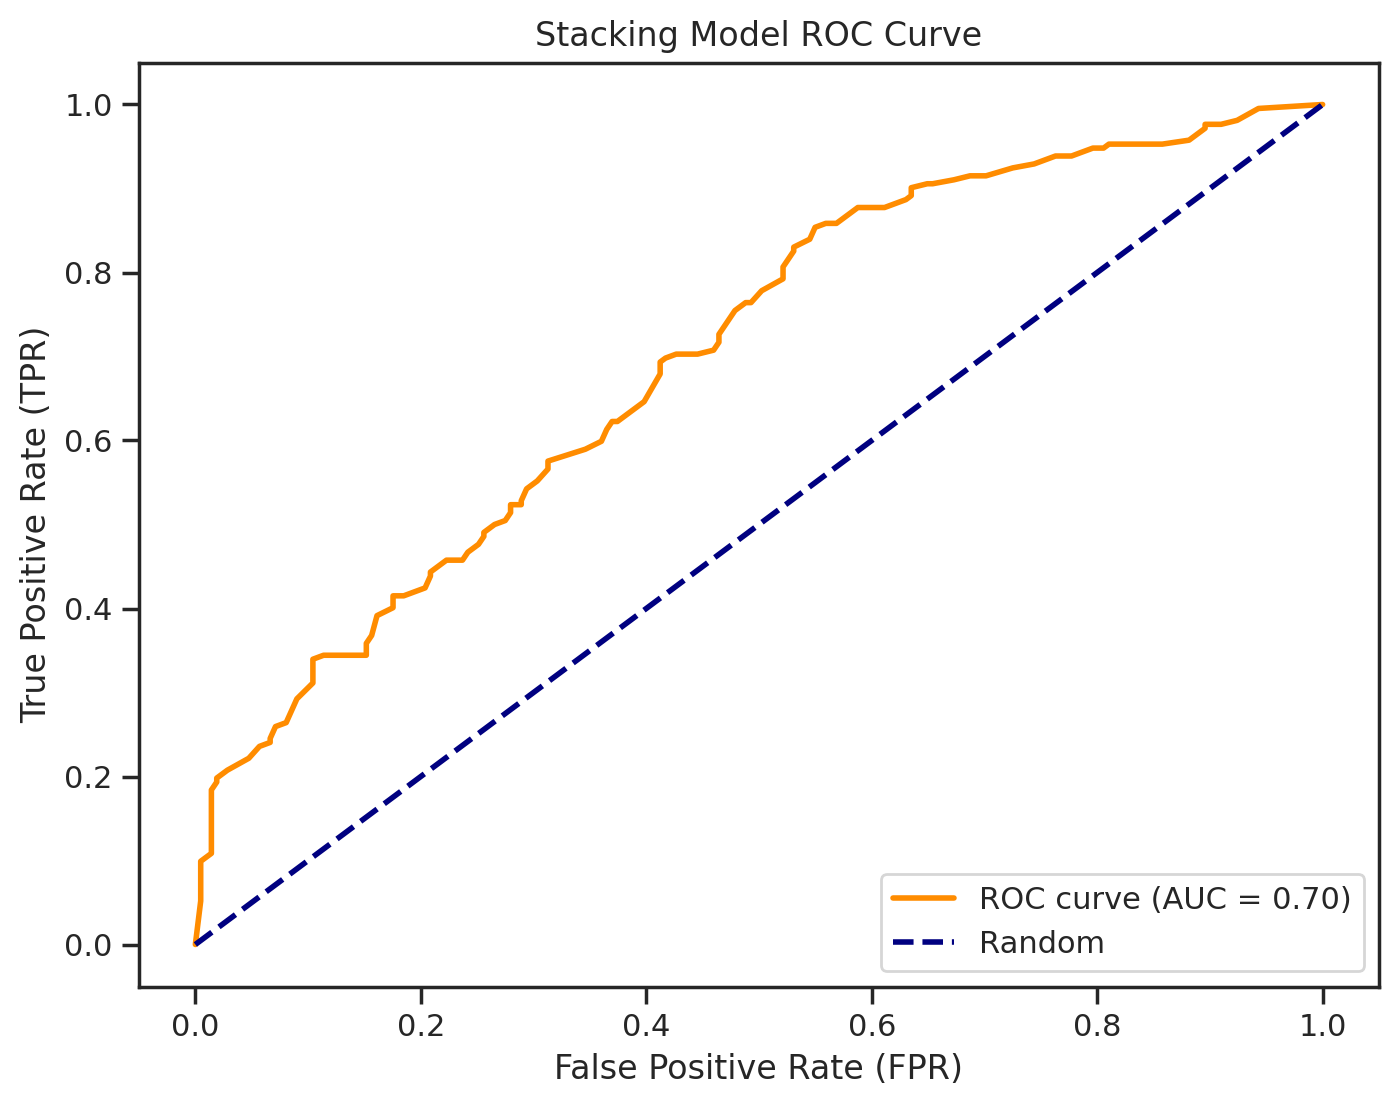 Stacking Model ROC Curve
True Positive Rate (TPR)
1.0
0.8
0.6
0.4
0.2
0.0
ROC curve (AUC = 0.70)
Random
0.0 0.2 0.4 0.6 0.8 1.0
False Positive Rate (FPR)